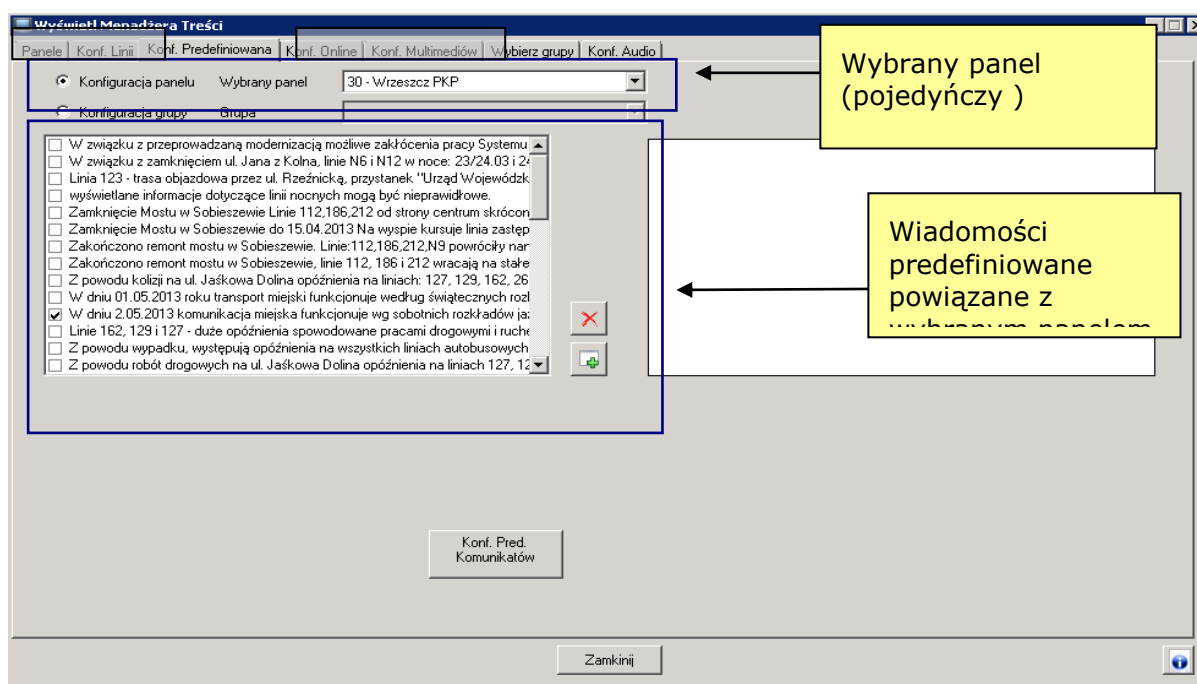 Wyświetl Menadżera Treści
Panele Konf. Linii Konf. Predefiniowana Konf. Online Konf. Multimediów Wybierz grupy Konf. Audio
Konfiguracja panelu Wybrany panel 30 - Wrzeszcz PKP
Konfiguracja grupy Grupa
W związku z przeprowadzaną modernizacją możliwe zakłócenia pracy Systemu
W związku z zamknięciem ul. Jana z Kolna, linie N6 i N12 w noce: 23/24.03 i 24
Linia 123 - trasa objazdowa przez ul. Rzeźnicką, przystanek "Urząd Wojewódzk
wyświetlane informacje dotyczące linii nocnych mogą być nieprawidłowe.
Zamknięcie Mostu w Sobieszewie Linie 112,186,212 od strony centrum skrócon
Zamknięcie Mostu w Sobieszewie do 15.04.2013 Na wyspie kursuje linia zastęp
Zakończono remont mostu w Sobieszewie. Linie:112,186,212,N9 powróciły nar
Zakończono remont mostu w Sobieszewie, linie 112, 186 i 212 wracają na stałe
Z powodu kolizji na ul. Jaśkowa Dolina opóźnienia na liniach: 127, 129, 162, 26
W dniu 01.05.2013 roku transport miejski funkcjonuje według świątecznych rozl
W dniu 2.05.2013 komunikacja miejska funkcjonuje wg sobotnich rozkładów ja
Linie 162, 129 i 127 - duże opóźnienia spowodowane pracami drogowymi i ruche
Z powodu wypadku, występują opóźnienia na wszystkich liniach autobusowych
Z powodu robót drogowych na ul. Jaśkowa Dolina opóźnienia na liniach 127, 12
Konf. Pred.
Komunikatów
Zamkinij
Wybrany panel
(pojedyńczy )
Wiadomości
predefiniowane
powiązane z
wybranym panelem